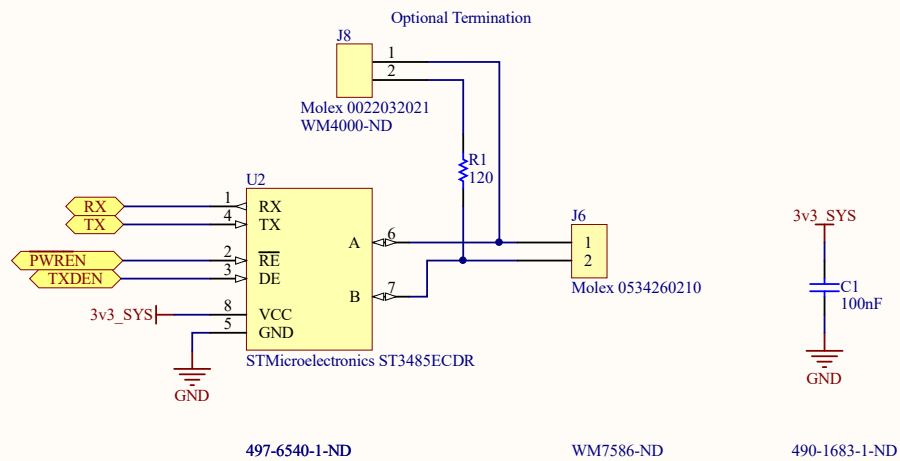 Optional Termination
J8
1
2
Molex 0022032021
WM4000-ND
R1
120
U2
RX
1
RX
TX
4
TX
A
6
PWREN
2
RE
TXDEN
3
DE
B
7
3v3_SYS
8
VCC
5
GND
STMicroelectronics ST3485ECDR
GND
J6
1
2
Molex 0534260210
3v3_SYS
C1
100nF
GND
497-6540-1-ND
WM7586-ND
490-1683-1-ND